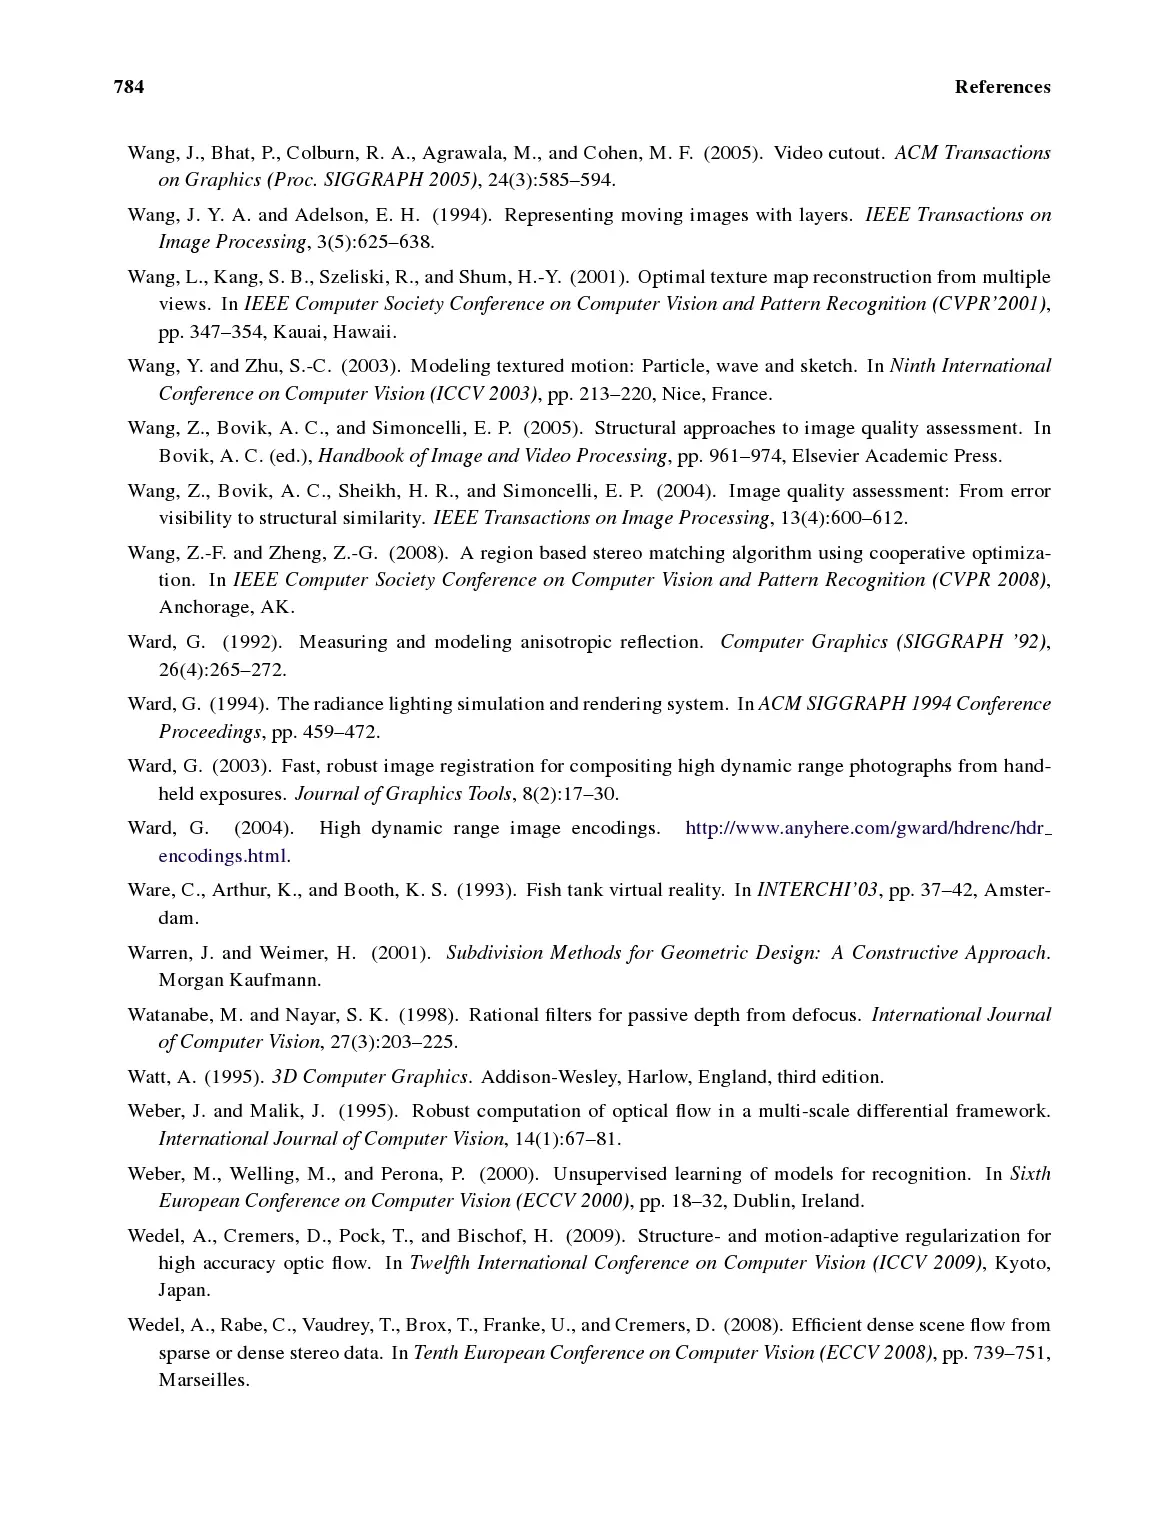 784 References
Wang, J., Bhat, P., Colburn, R. A., Agrawala, M., and Cohen, M. F. (2005). Video cutout. ACM Transactions
on Graphics (Proc. SIGGRAPH 2005), 24(3):585–594.
Wang, J. Y. A. and Adelson, E. H. (1994). Representing moving images with layers. IEEE Transactions on
Image Processing, 3(5):625–638.
Wang, L., Kang, S. B., Szeliski, R., and Shum, H.-Y. (2001). Optimal texture map reconstruction from multiple
views. In IEEE Computer Society Conference on Computer Vision and Pattern Recognition (CVPR’2001),
pp. 347–354, Kauai, Hawaii.
Wang, Y. and Zhu, S.-C. (2003). Modeling textured motion: Particle, wave and sketch. In Ninth International
Conference on Computer Vision (ICCV 2003), pp. 213–220, Nice, France.
Wang, Z., Bovik, A. C., and Simoncelli, E. P. (2005). Structural approaches to image quality assessment. In
Bovik, A. C. (ed.), Handbook of Image and Video Processing, pp. 961–974, Elsevier Academic Press.
Wang, Z., Bovik, A. C., Sheikh, H. R., and Simoncelli, E. P. (2004). Image quality assessment: From error
visibility to structural similarity. IEEE Transactions on Image Processing, 13(4):600–612.
Wang, Z.-F. and Zheng, Z.-G. (2008). A region based stereo matching algorithm using cooperative optimiza-
tion. In IEEE Computer Society Conference on Computer Vision and Pattern Recognition (CVPR 2008),
Anchorage, AK.
Ward, G. (1992). Measuring and modeling anisotropic reflection. Computer Graphics (SIGGRAPH ’92),
26(4):265–272.
Ward, G. (1994). The radiance lighting simulation and rendering system. In ACM SIGGRAPH 1994 Conference
Proceedings, pp. 459–472.
Ward, G. (2003). Fast, robust image registration for compositing high dynamic range photographs from hand-
held exposures. Journal of Graphics Tools, 8(2):17–30.
Ward, G. (2004). High dynamic range image encodings. http://www.anyhere.com/gward/hdrenc/hdr_
encodings.html.
Ware, C., Arthur, K., and Booth, K. S. (1993). Fish tank virtual reality. In INTERCHI’03, pp. 37–42, Amster-
dam.
Warren, J. and Weimer, H. (2001). Subdivision Methods for Geometric Design: A Constructive Approach.
Morgan Kaufmann.
Watanabe, M. and Nayar, S. K. (1998). Rational filters for passive depth from defocus. International Journal
of Computer Vision, 27(3):203–225.
Watt, A. (1995). 3D Computer Graphics. Addison-Wesley, Harlow, England, third edition.
Weber, J. and Malik, J. (1995). Robust computation of optical flow in a multi-scale differential framework.
International Journal of Computer Vision, 14(1):67–81.
Weber, M., Welling, M., and Perona, P. (2000). Unsupervised learning of models for recognition. In Sixth
European Conference on Computer Vision (ECCV 2000), pp. 18–32, Dublin, Ireland.
Wedel, A., Cremers, D., Pock, T., and Bischof, H. (2009). Structure- and motion-adaptive regularization for
high accuracy optic flow. In Twelfth International Conference on Computer Vision (ICCV 2009), Kyoto,
Japan.
Wedel, A., Rabe, C., Vaudrey, T., Brox, T., Franke, U., and Cremers, D. (2008). Efficient dense scene flow from
sparse or dense stereo data. In Tenth European Conference on Computer Vision (ECCV 2008), pp. 739–751,
Marseilles.